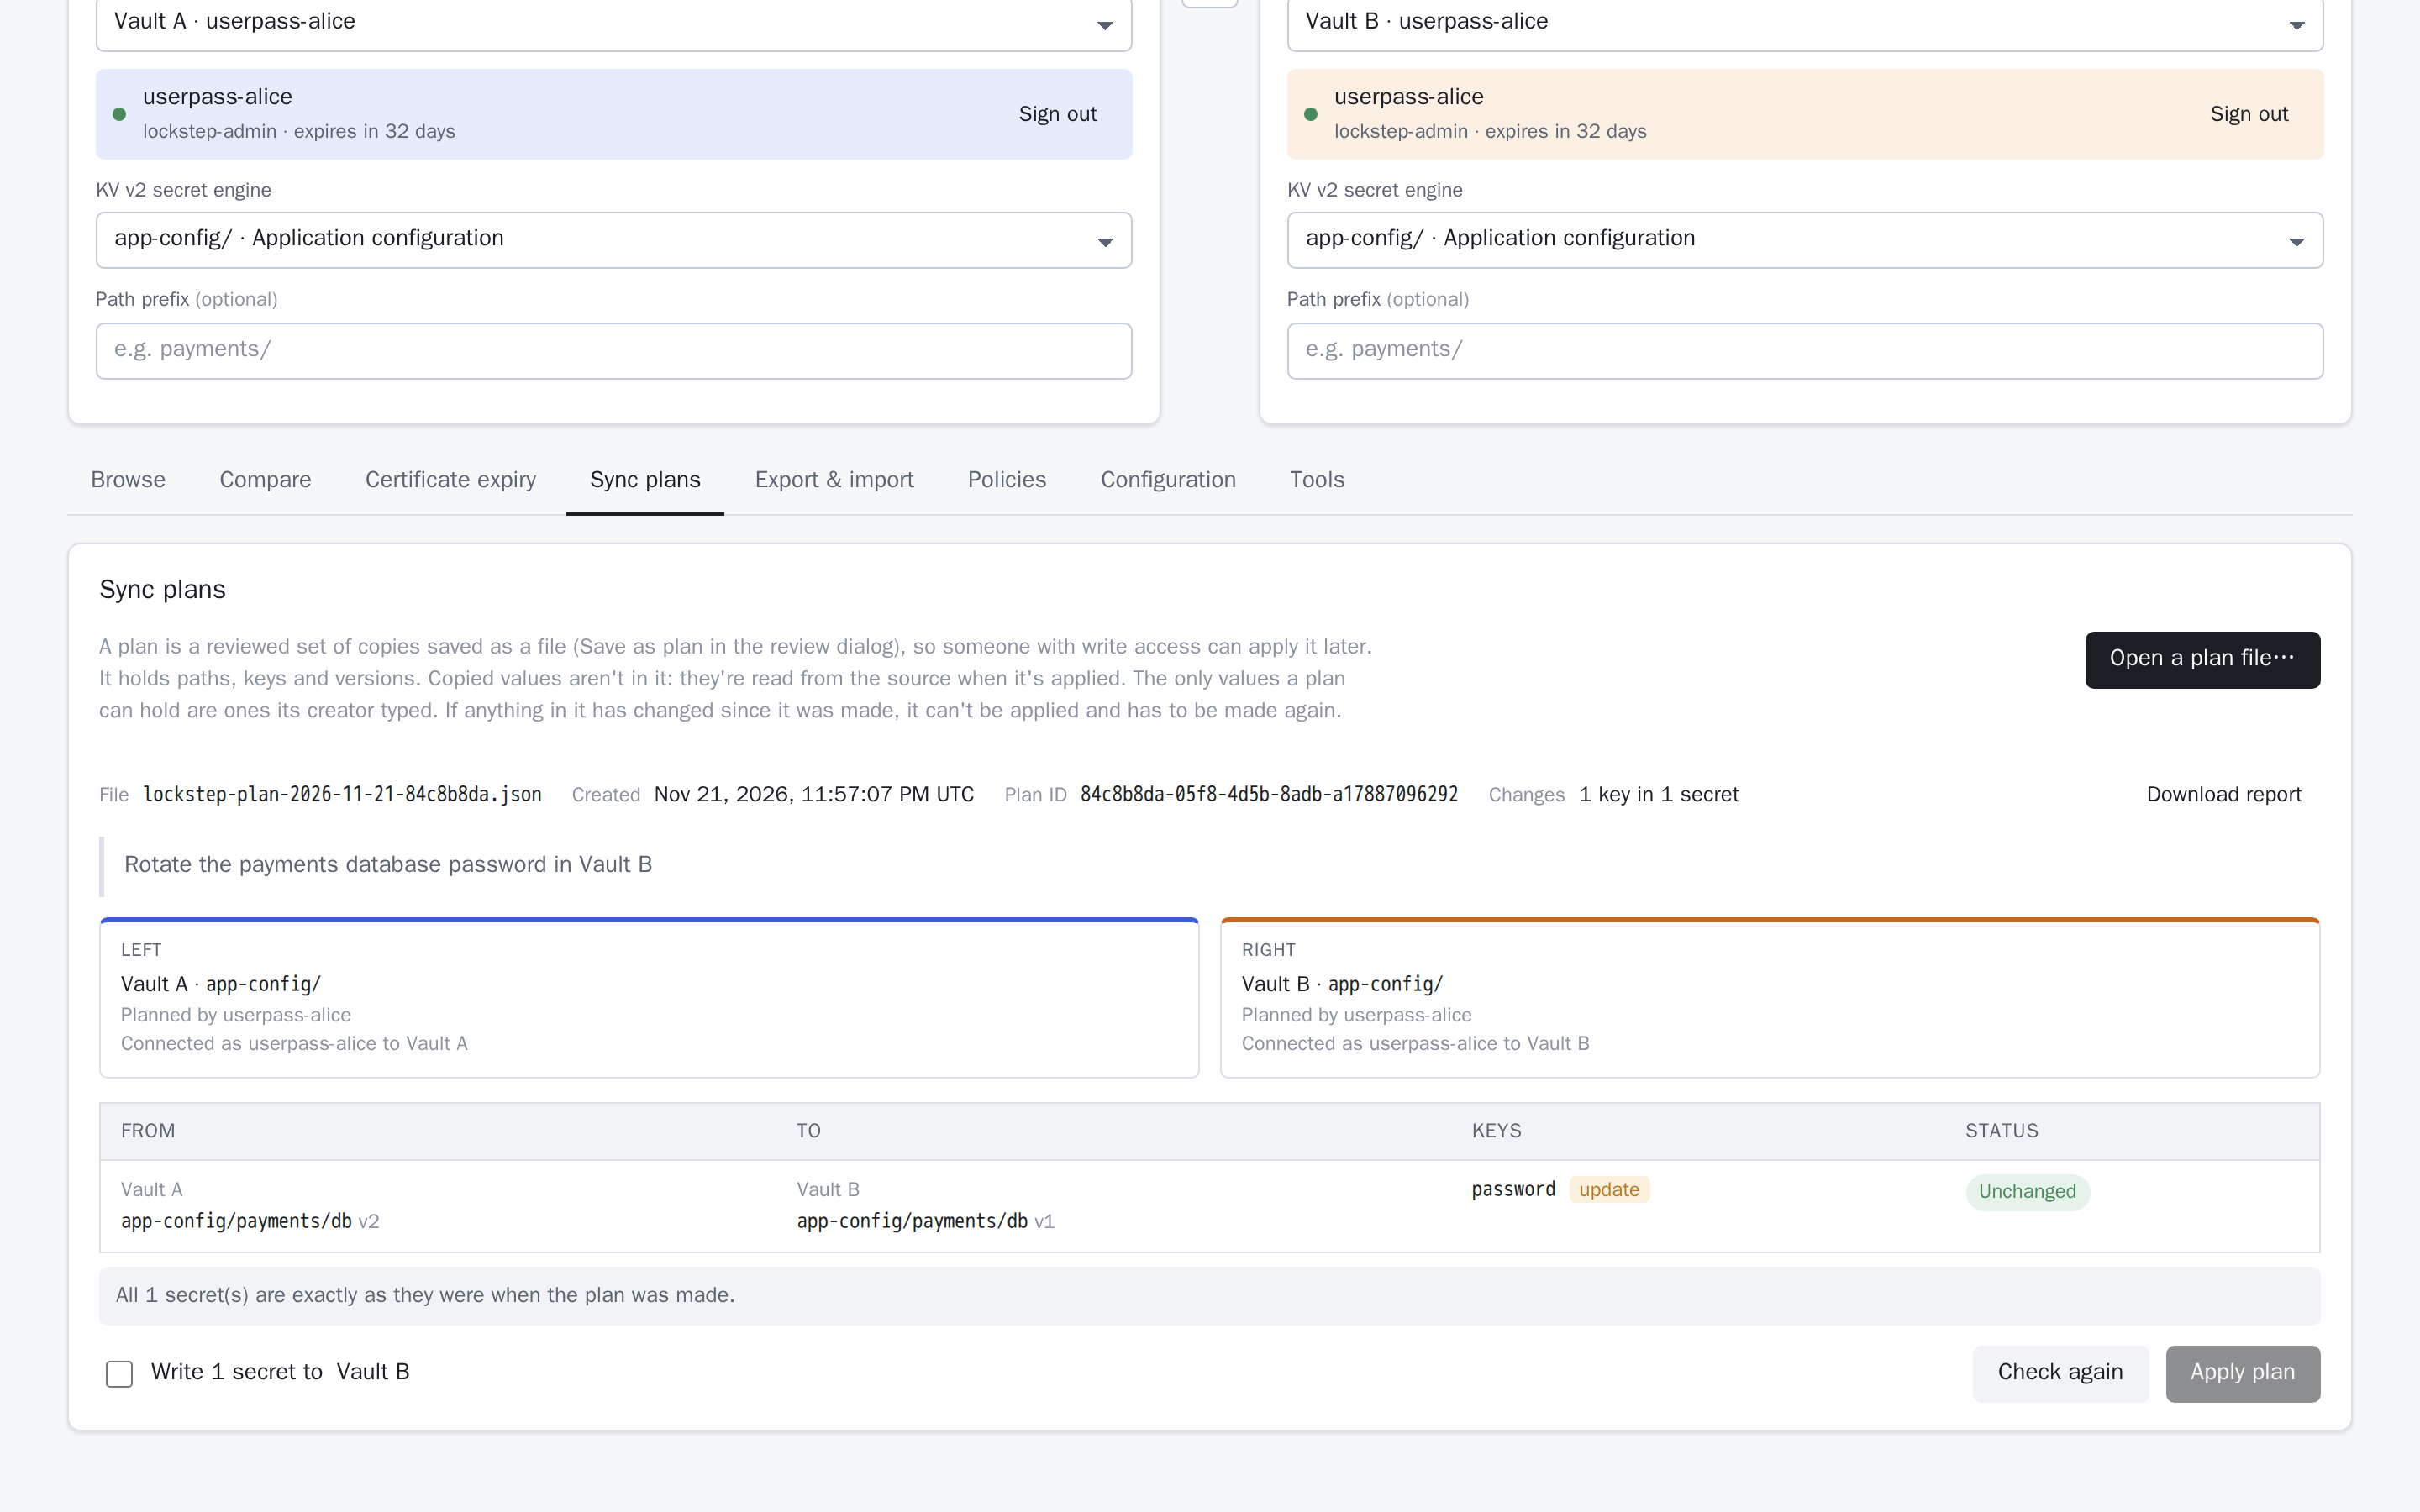 Vault A · userpass-alice
userpass-alice
lockstep-admin · expires in 32 days
Sign out
KV v2 secret engine
app-config/ · Application configuration
Path prefix (optional)
e.g. payments/
Vault B · userpass-alice
userpass-alice
lockstep-admin · expires in 32 days
Sign out
KV v2 secret engine
app-config/ · Application configuration
Path prefix (optional)
e.g. payments/
Browse Compare Certificate expiry Sync plans Export & import Policies Configuration Tools
Sync plans
A plan is a reviewed set of copies saved as a file (Save as plan in the review dialog), so someone with write access can apply it later.
It holds paths, keys and versions. Copied values aren't in it: they're read from the source when it's applied. The only values a plan
can hold are ones its creator typed. If anything in it has changed since it was made, it can't be applied and has to be made again.
Open a plan file…
File lockstep-plan-2026-11-21-84c8b8da.json Created Nov 21, 2026, 11:57:07 PM UTC Plan ID 84c8b8da-05f8-4d5b-8adb-a17887096292 Changes 1 key in 1 secret Download report
Rotate the payments database password in Vault B
LEFT
Vault A · app-config/
Planned by userpass-alice
Connected as userpass-alice to Vault A
RIGHT
Vault B · app-config/
Planned by userpass-alice
Connected as userpass-alice to Vault B
FROM TO KEYS STATUS
Vault A
app-config/payments/db v2
Vault B
app-config/payments/db v1
password update
Unchanged
All 1 secret(s) are exactly as they were when the plan was made.
Write 1 secret to Vault B
Check again
Apply plan